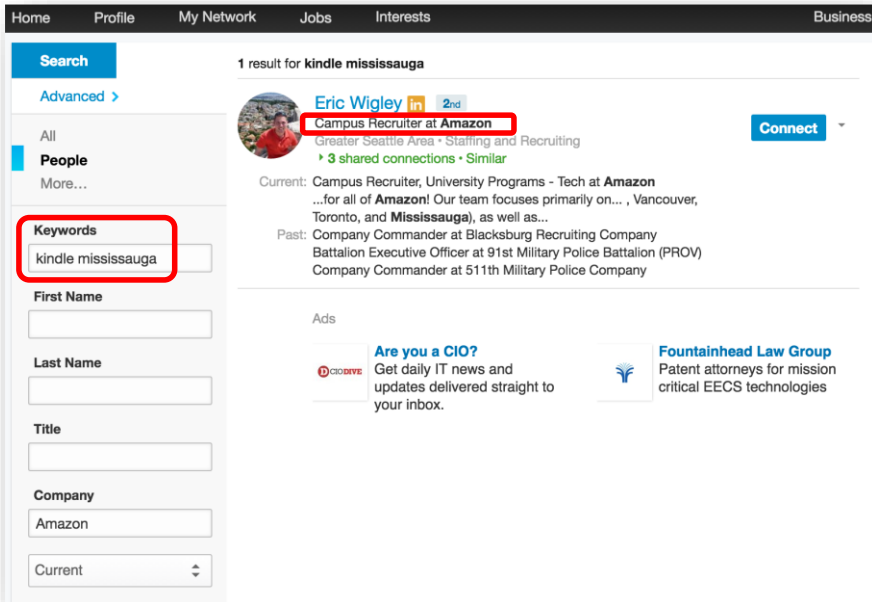 Home Profile My Network Jobs Interests Business
Search
Advanced >
All
People
More...
Keywords
kindle mississauga
First Name
Last Name
Title
Company
Amazon
Current
1 result for kindle mississauga
Eric Wigley in 2nd
Campus Recruiter at Amazon
Greater Seattle Area • Staffing and Recruiting
3 shared connections • Similar
Connect
Current: Campus Recruiter, University Programs - Tech at Amazon
...for all of Amazon! Our team focuses primarily on... , Vancouver,
Toronto, and Mississauga), as well as...
Past: Company Commander at Blacksburg Recruiting Company
Battalion Executive Officer at 91st Military Police Battalion (PROV)
Company Commander at 511th Military Police Company
Ads
CIODIVE
Are you a CIO?
Get daily IT news and
updates delivered straight to
your inbox.
Fountainhead Law Group
Patent attorneys for mission
critical EECS technologies